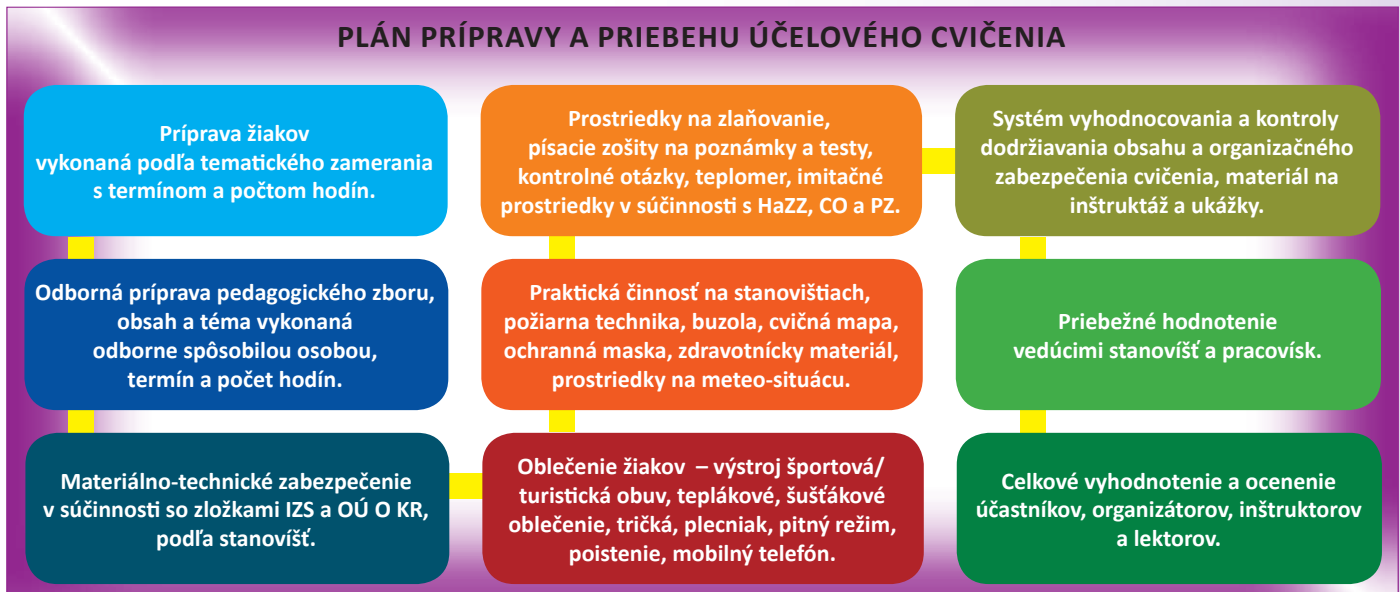 PLÁN PRÍPRAVY A PRIEBEHU ÚČELOVÉHO CVIČENIA
Príprava žiakov
vykonaná podľa tematického zamerania
s termínom a počtom hodín.
Odborná príprava pedagogického zboru,
obsah a téma vykonaná
odborne spôsobilou osobou,
termín a počet hodín.
Materiálno-technické zabezpečenie
v súčinnosti so zložkami IZS a OÚ O KR,
podľa stanovíšť.
Oblečenie žiakov – výstroj športová/
turistická obuv, teplákové, šušťákové
oblečenie, tričká, plecniak, pitný režim,
poistenie, mobilný telefón.
Praktická činnosť na stanovištiach,
požiarna technika, buzola, cvičná mapa,
ochranná maska, zdravotnícky materiál,
prostriedky na meteo-situácu.
Prostriedky na zlaňovanie,
písacie zošity na poznámky a testy,
kontrolné otázky, teplomer, imitačné
prostriedky v súčinnosti s HaZZ, CO a PZ.
Systém vyhodnocovania a kontroly
dodržiavania obsahu a organizačného
zabezpečenia cvičenia, materiál na
inštruktáž a ukážky.
Priebežné hodnotenie
vedúcimi stanovíšť a pracovísk.
Celkové vyhodnotenie a ocenenie
účastníkov, organizátorov, inštruktorov
a lektorov.